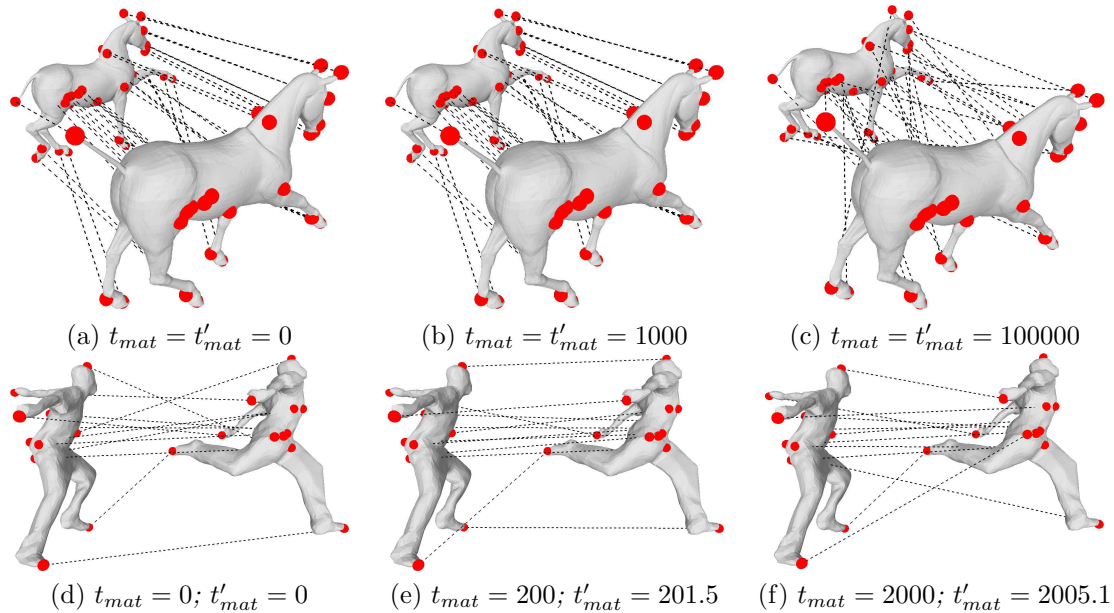 (a) t_mat = t'_mat = 0
(b) t_mat = t'_mat = 1000
(c) t_mat = t'_mat = 100000
(d) t_mat = 0; t'_mat = 0
(e) t_mat = 200; t'_mat = 201.5
(f) t_mat = 2000; t'_mat = 2005.1